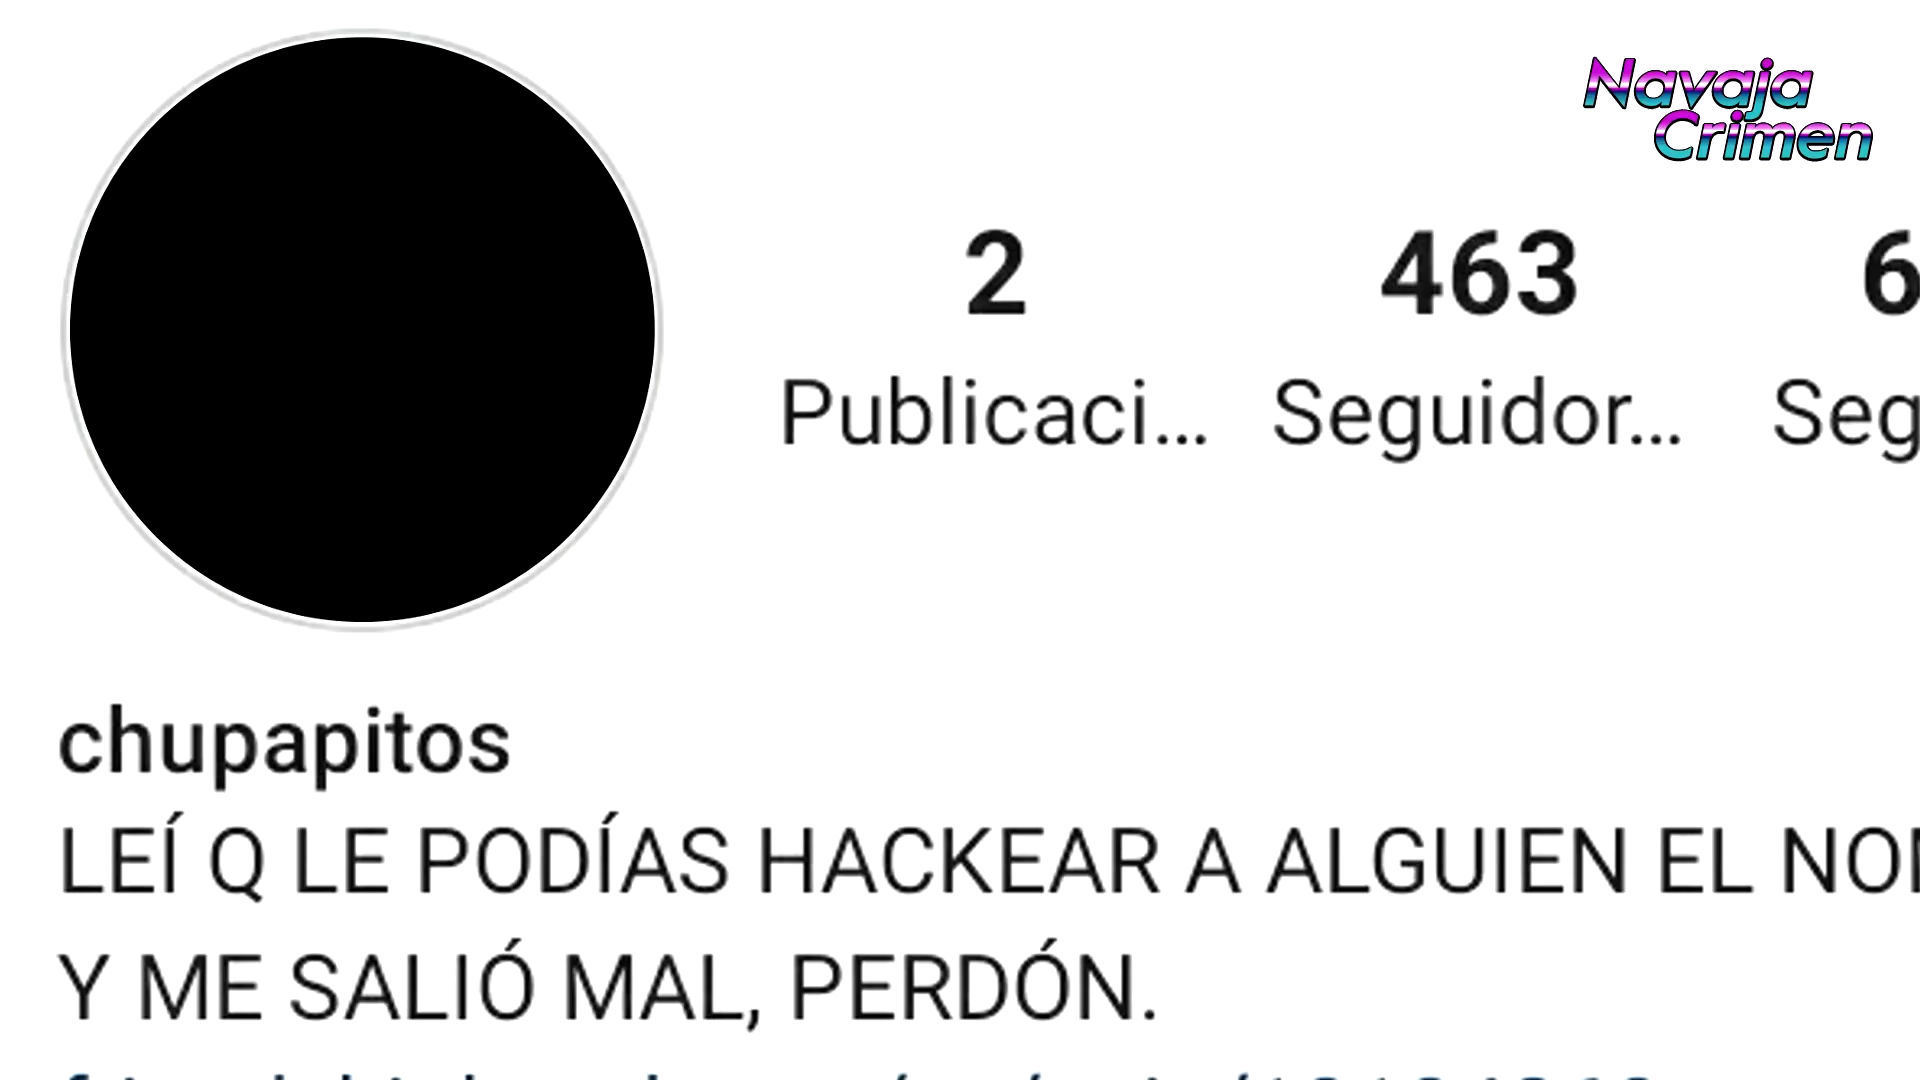 Navaja
Crimen
2 463
Publicaci... Seguidor...
chupapitos
LEÍ Q LE PODÍAS HACKEAR A ALGUIEN EL
Y ME SALIÓ MAL, PERDÓN.